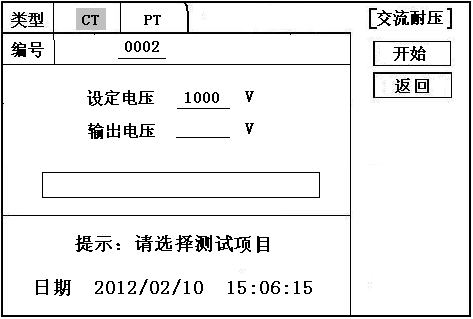 类型 CT PT
[交流耐压]
编号 0002
开始
返回
设定电压 1000 V
输出电压 V
提示：请选择测试项目
日期 2012/02/10 15:06:15